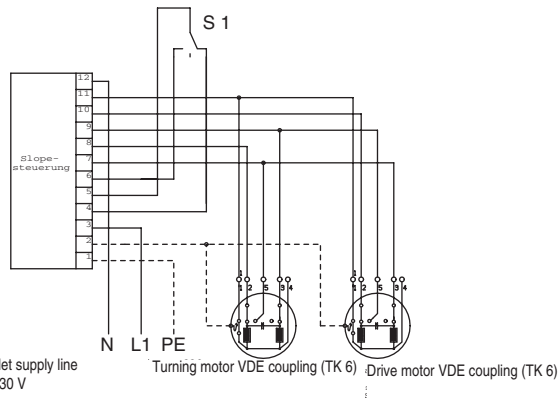 S 1
12
11
10
9
8
7
6
5
4
3
2
1
Slope-
steuerung
1
1 2 5 3 4
1
1 2 5 3 4
N L1 PE
let supply line
30 V
Turning motor VDE coupling (TK 6)
Drive motor VDE coupling (TK 6)